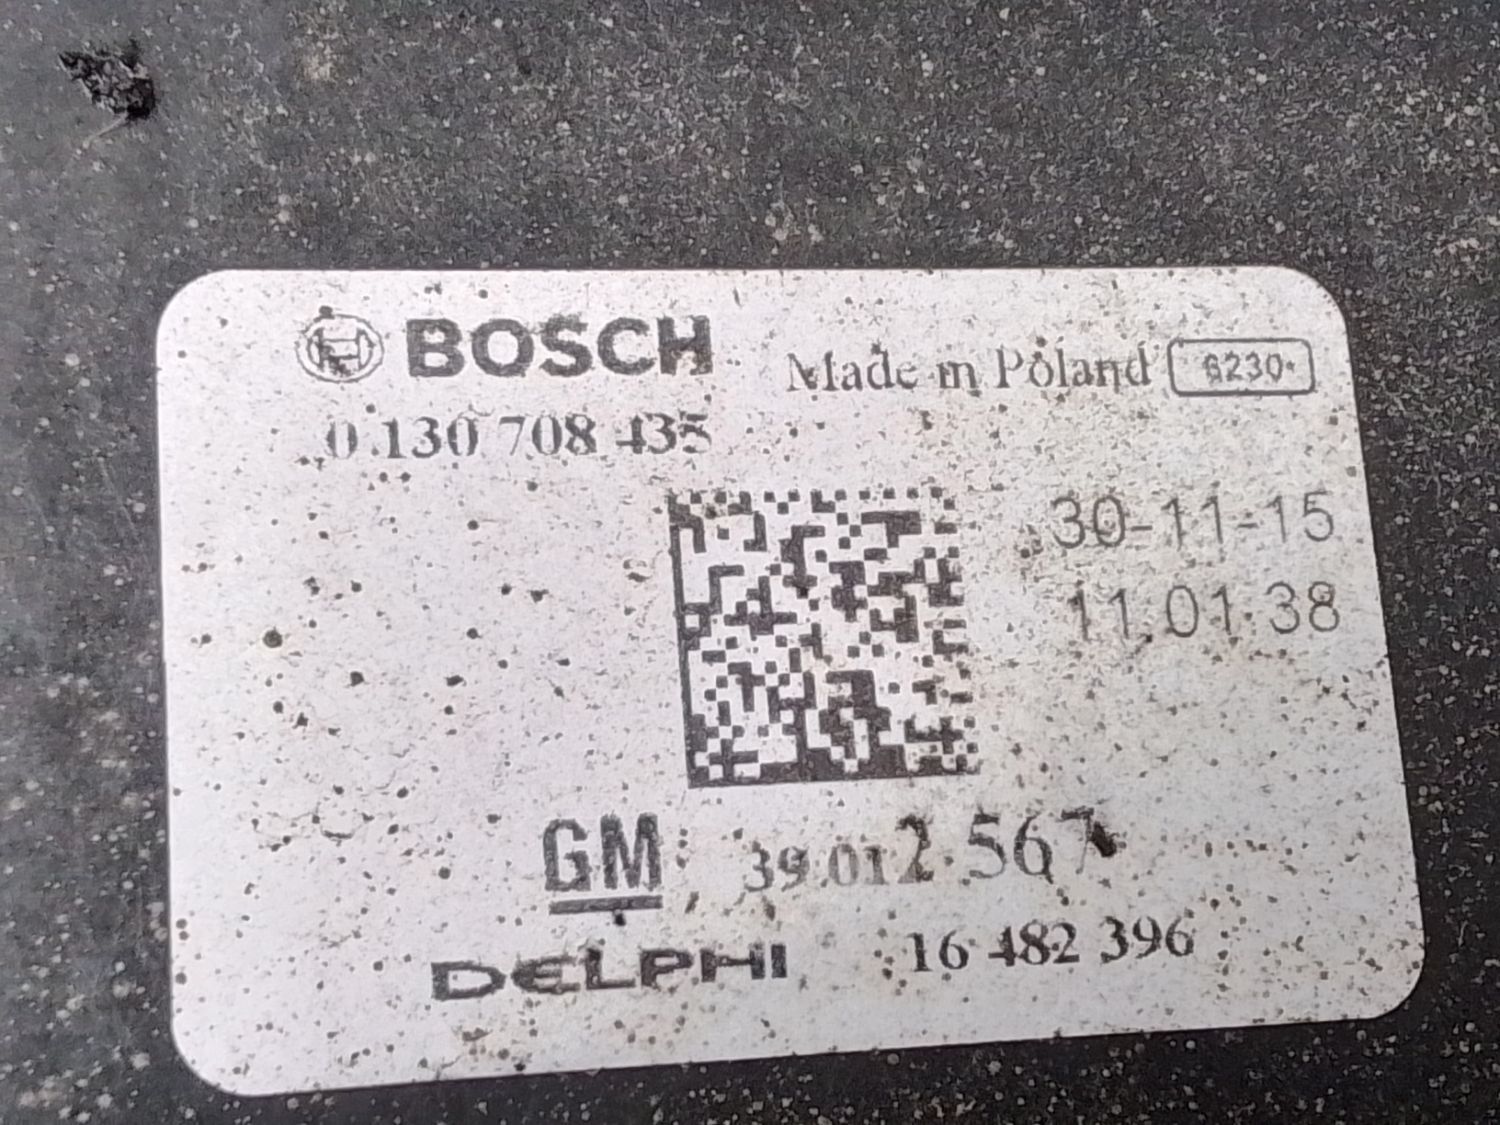 BOSCH Made in Poland 6230
0 130 708 435
30-11-15
11.01.38
GM 39.012 567
DELPHI 16 482 396